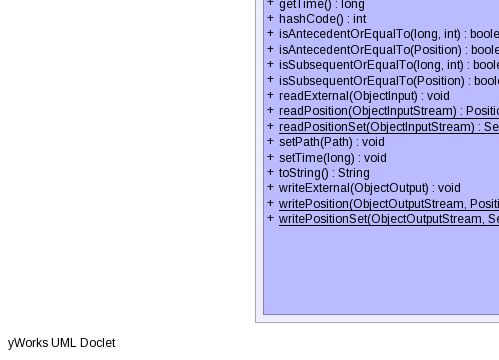 + getTime() : long
+ hashCode() : int
+ isAntecedentOrEqualTo(long, int) : boole
+ isAntecedentOrEqualTo(Position) : boole
+ isSubsequentOrEqualTo(long, int) : boole
+ isSubsequentOrEqualTo(Position) : boole
+ readExternal(ObjectInput) : void
+ readPosition(ObjectInputStream) : Positio
+ readPositionSet(ObjectInputStream) : Se
+ setPath(Path) : void
+ setTime(long) : void
+ toString() : String
+ writeExternal(ObjectOutput) : void
+ writePosition(ObjectOutputStream, Positi
+ writePositionSet(ObjectOutputStream, Se
yWorks UML Doclet